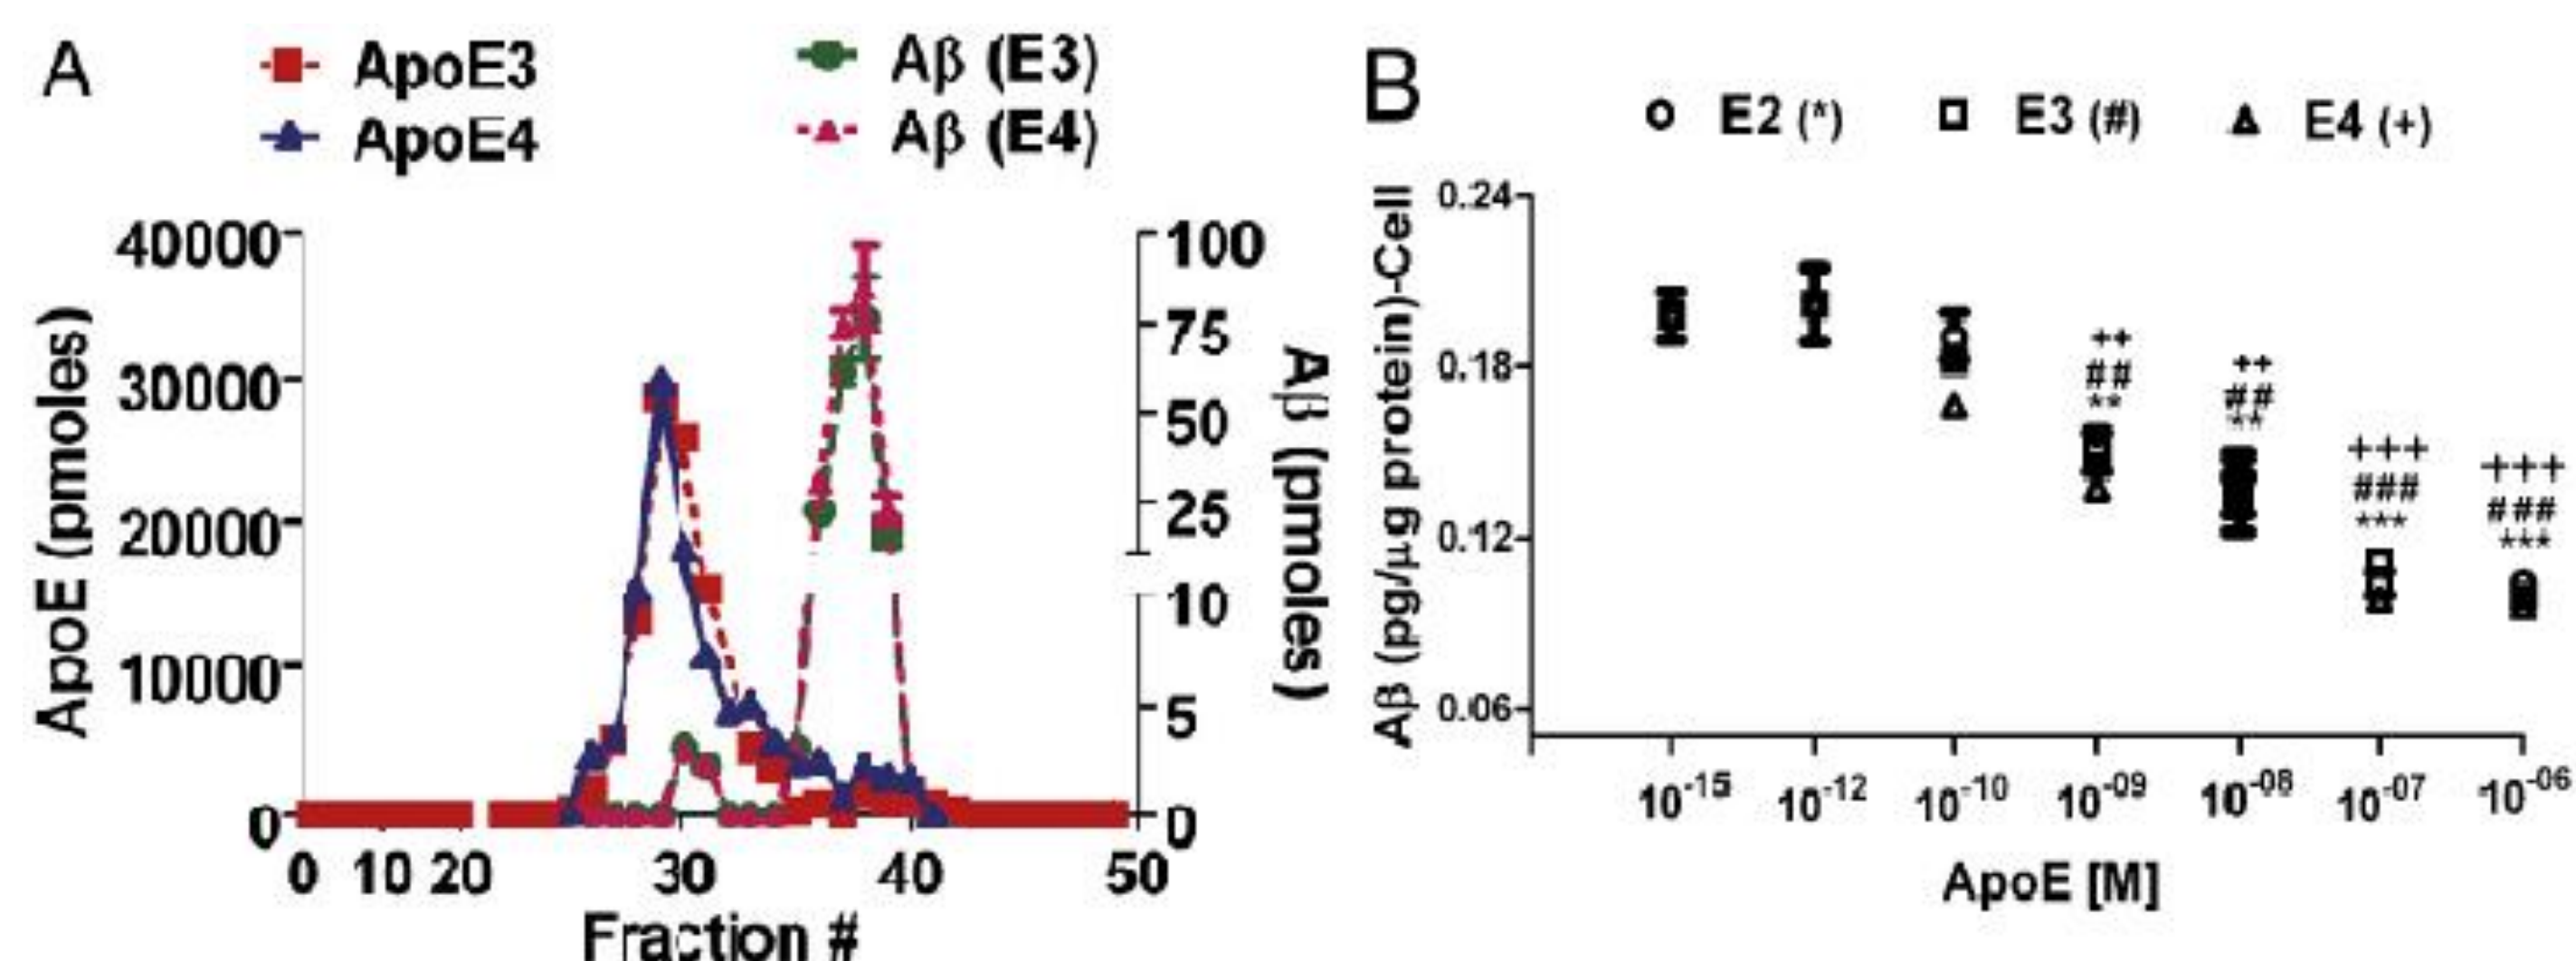 A
ApoE3
ApoE4
Aβ (E3)
Aβ (E4)
40000
30000
20000
10000
0
ApoE (pmoles)
100
75
50
25
10
5
0
Aβ (pmoles)
0 10 20 30 40 50
Fraction #
B
E2 (*) E3 (#) E4 (+)
0.24
0.18
0.12
0.06
Aβ (pg/μg protein)-Cell
++
##
**
++
##
**
+++
###
***
+++
###
***
10-15 10-12 10-10 10-09 10-08 10-07 10-06
ApoE [M]